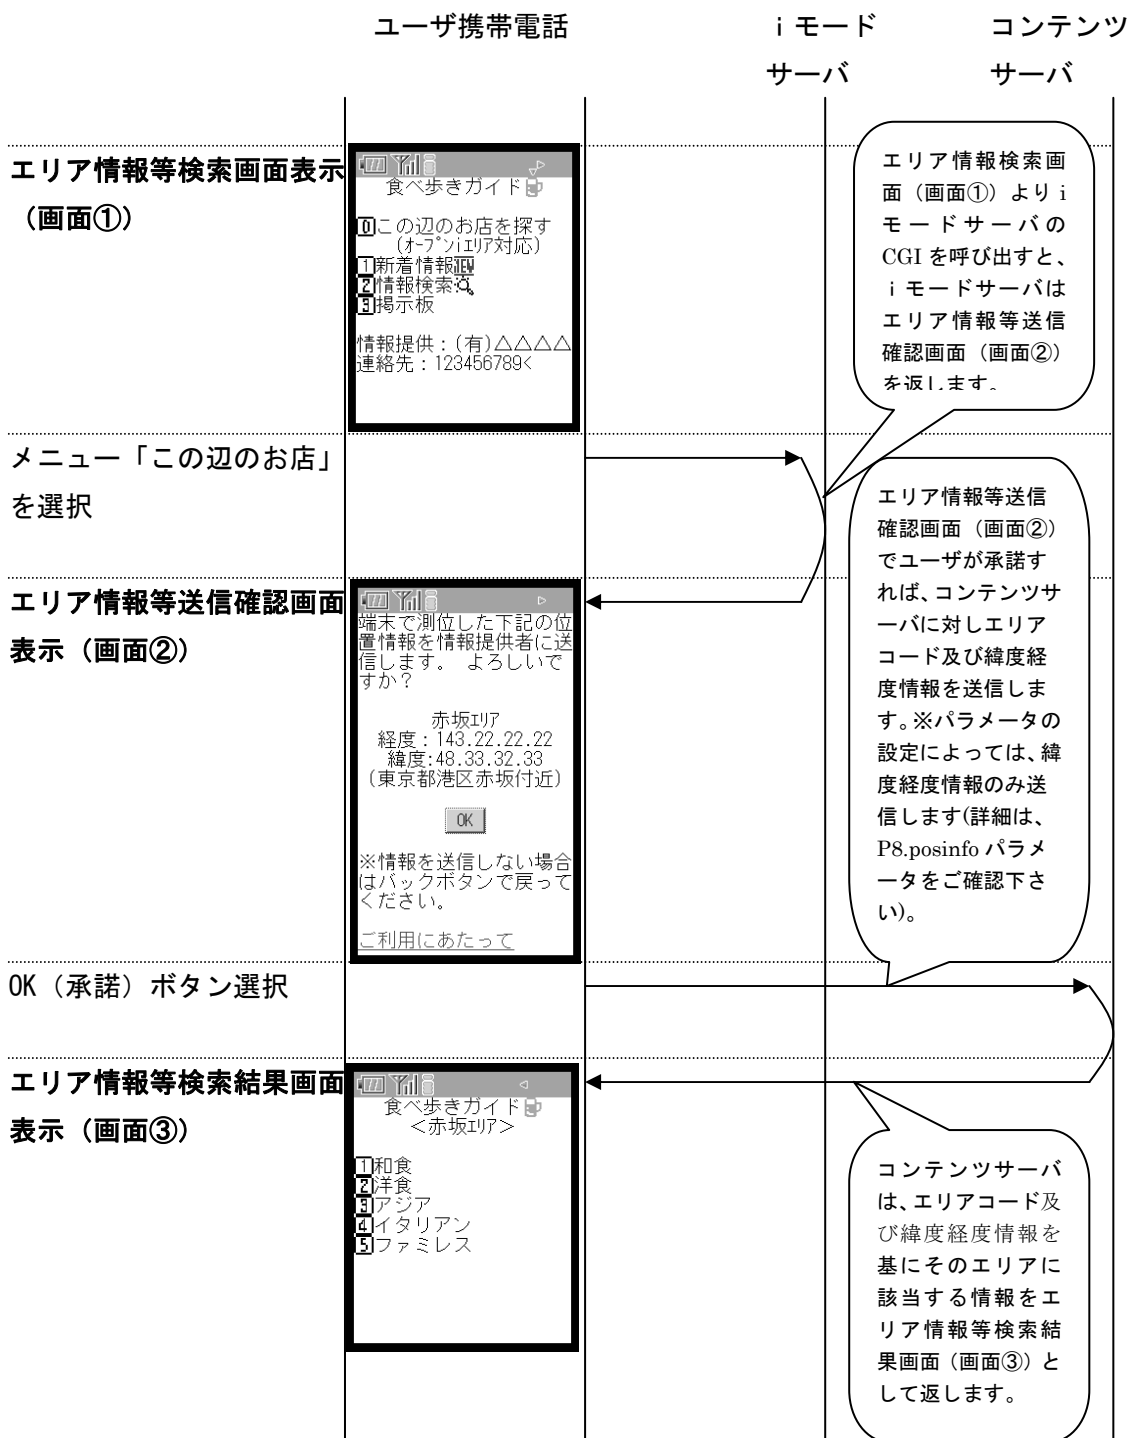 ユーザ携帯電話
ｉモード
サーバ
コンテンツ
サーバ
エリア情報等検索画面表示
（画面①）
食べ歩きガイド
0この辺のお店を探す
(ｵｰﾌﾟﾝiｴﾘｱ対応)
1新着情報NEW
2情報検索
3掲示板
情報提供：(有)△△△△
連絡先：123456789<
エリア情報検索画
面（画面①）よりi
モードサーバの
CGIを呼び出すと、
ｉモードサーバは
エリア情報等送信
確認画面（画面②）
を返します。
メニュー「この辺のお店」
を選択
エリア情報等送信確認画面
表示（画面②）
端末で測位した下記の位
置情報を情報提供者に送
信します。 よろしいで
すか？
赤坂ｴﾘｱ
経度：143.22.22.22
緯度:48.33.32.33
(東京都港区赤坂付近)
OK
※情報を送信しない場合
はバックボタンで戻って
ください。
ご利用にあたって
エリア情報等送信
確認画面（画面②）
でユーザが承諾す
れば、コンテンツサ
ーバに対しエリア
コード及び緯度経
度情報を送信しま
す。※パラメータの
設定によっては、緯
度経度情報のみ送
信します(詳細は、
P8.posinfoパラメ
ータをご確認下さ
い)。
OK（承諾）ボタン選択
エリア情報等検索結果画面
表示（画面③）
食べ歩きガイド
＜赤坂ｴﾘｱ＞
1和食
2洋食
3アジア
4イタリアン
5ファミレス
コンテンツサーバ
は、エリアコード及
び緯度経度情報を
基にそのエリアに
該当する情報をエ
リア情報等検索結
果画面（画面③）と
して返します。